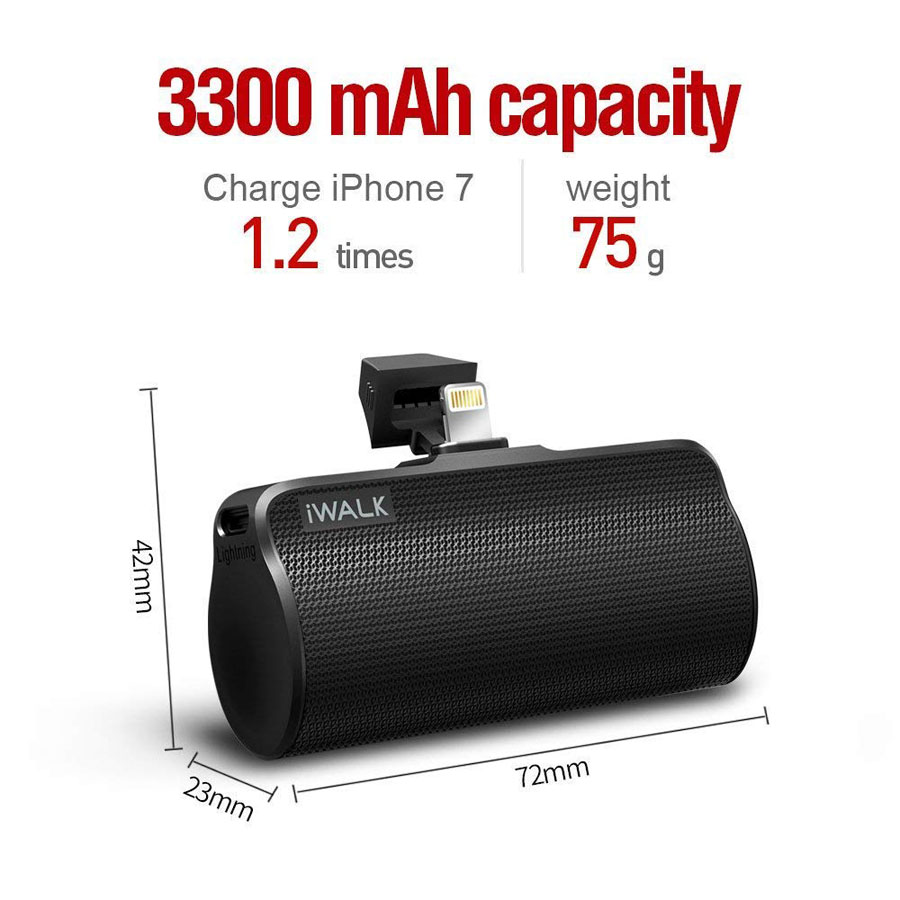 3300 mAh capacity
Charge iPhone 7
1.2 times
weight
75 g
iWALK
Lightning
42mm
23mm
72mm